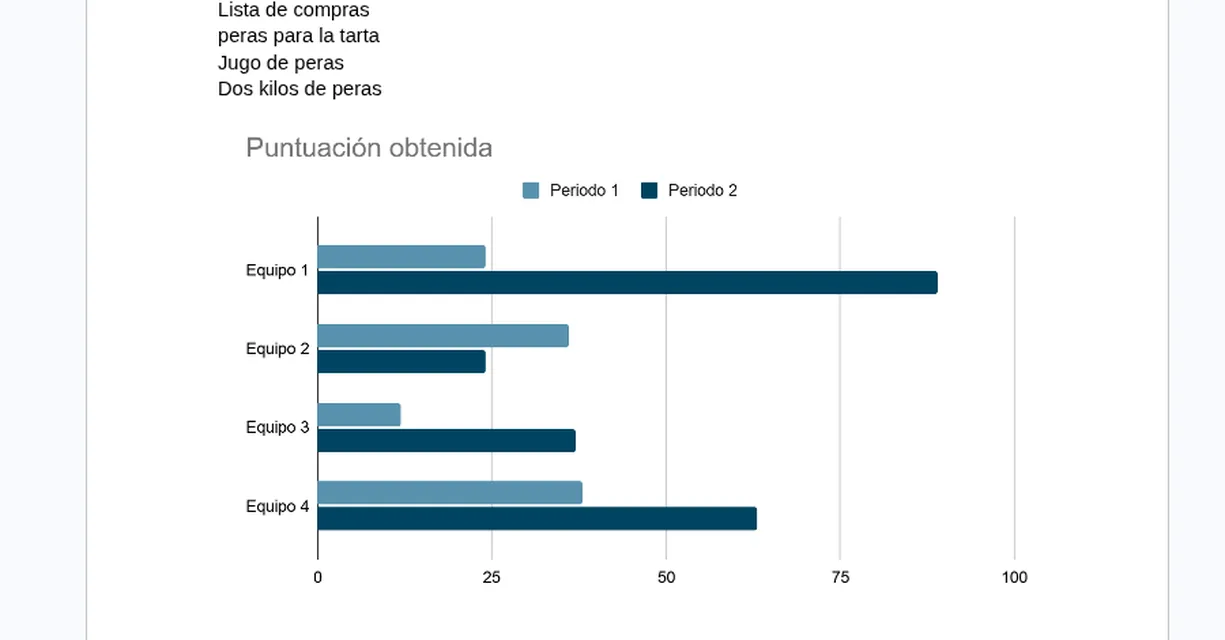 Lista de compras
peras para la tarta
Jugo de peras
Dos kilos de peras
Puntuación obtenida
Periodo 1 Periodo 2
Equipo 1
Equipo 2
Equipo 3
Equipo 4
0 25 50 75 100